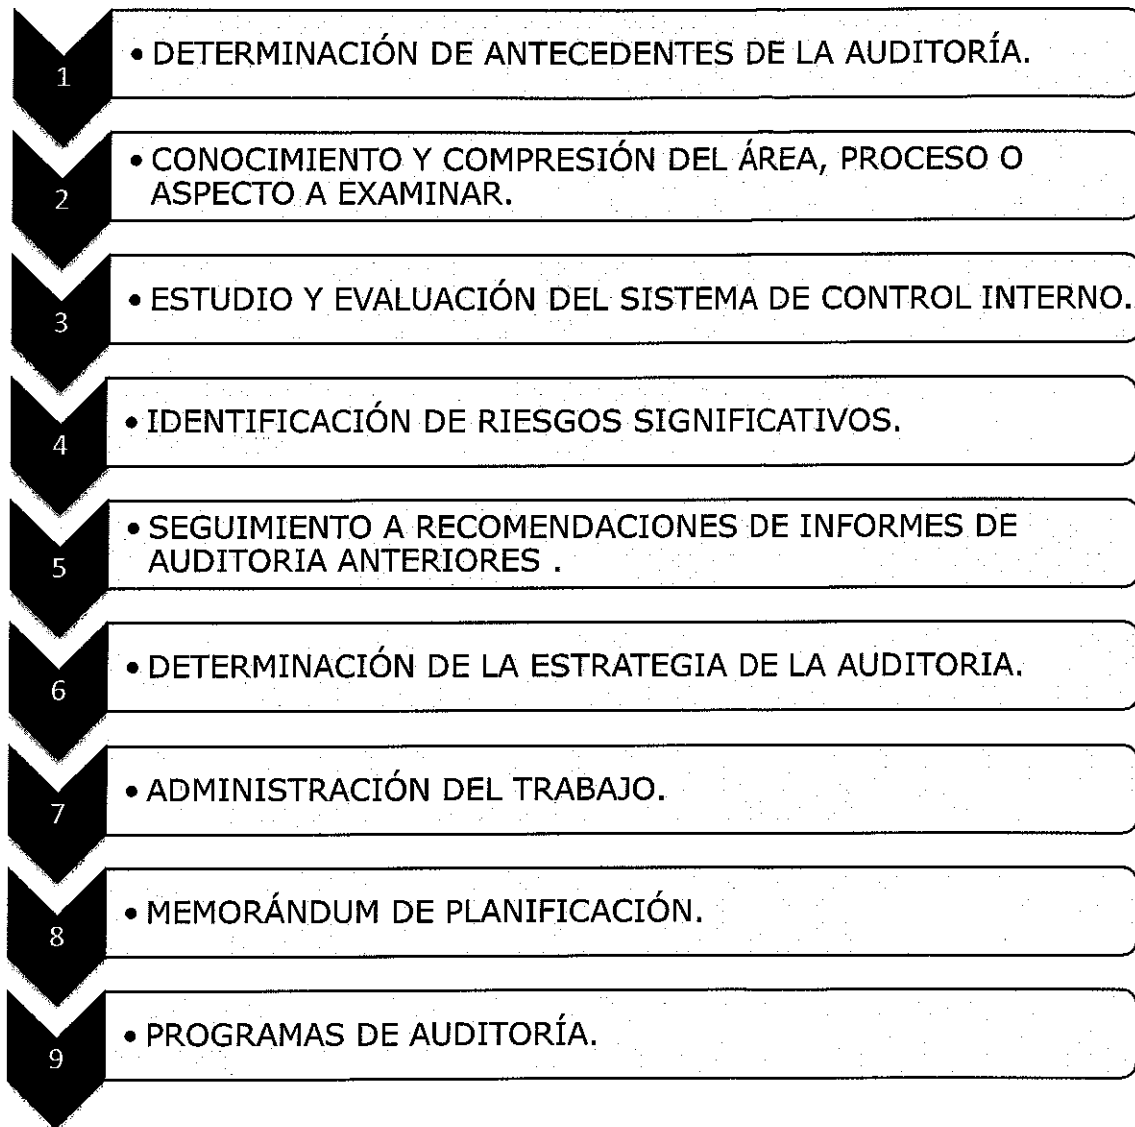 1
• DETERMINACIÓN DE ANTECEDENTES DE LA AUDITORÍA.
2
• CONOCIMIENTO Y COMPRESIÓN DEL ÁREA, PROCESO O
ASPECTO A EXAMINAR.
3
• ESTUDIO Y EVALUACIÓN DEL SISTEMA DE CONTROL INTERNO.
4
• IDENTIFICACIÓN DE RIESGOS SIGNIFICATIVOS.
5
• SEGUIMIENTO A RECOMENDACIONES DE INFORMES DE
AUDITORIA ANTERIORES .
6
• DETERMINACIÓN DE LA ESTRATEGIA DE LA AUDITORIA.
7
• ADMINISTRACIÓN DEL TRABAJO.
8
• MEMORÁNDUM DE PLANIFICACIÓN.
9
• PROGRAMAS DE AUDITORÍA.